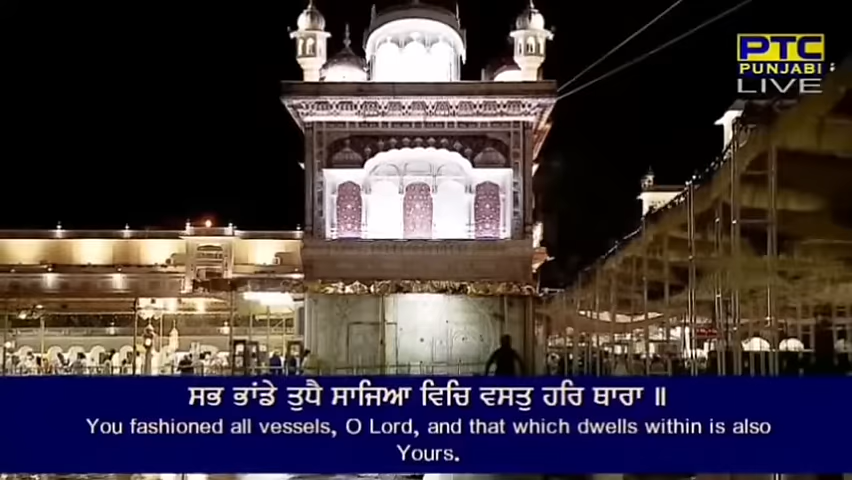 PTC
PUNJABI
LIVE
ਸਭ ਭਾਂਡੇ ਤੁਧੈ ਸਾਜਿਆ ਵਿਚਿ ਵਸਤੁ ਹਰਿ ਥਾਰਾ ॥
You fashioned all vessels, O Lord, and that which dwells within is also
Yours.